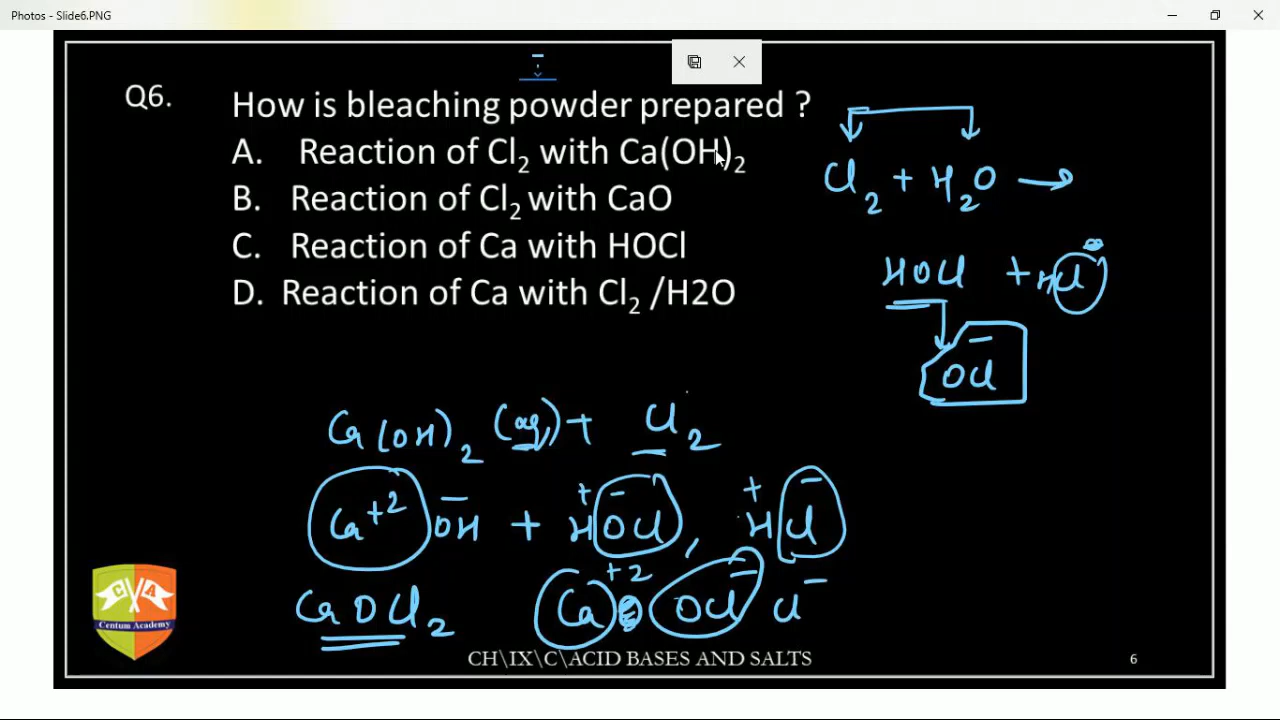 Photos - Slide6.PNG
Q6. How is bleaching powder prepared ?
A. Reaction of Cl2 with Ca(OH)2
B. Reaction of Cl2 with CaO
C. Reaction of Ca with HOCl
D. Reaction of Ca with Cl2 /H2O
Cl2 + H2O →
HOCl + HCl
OCl−
Ca(OH)2 (aq) + Cl2
Ca+2 OH− + H+ OCl−, H+ Cl−
CaOCl2 Ca+2 OCl− Cl−
C A
Centum Academy
CH\IX\C\ACID BASES AND SALTS
6